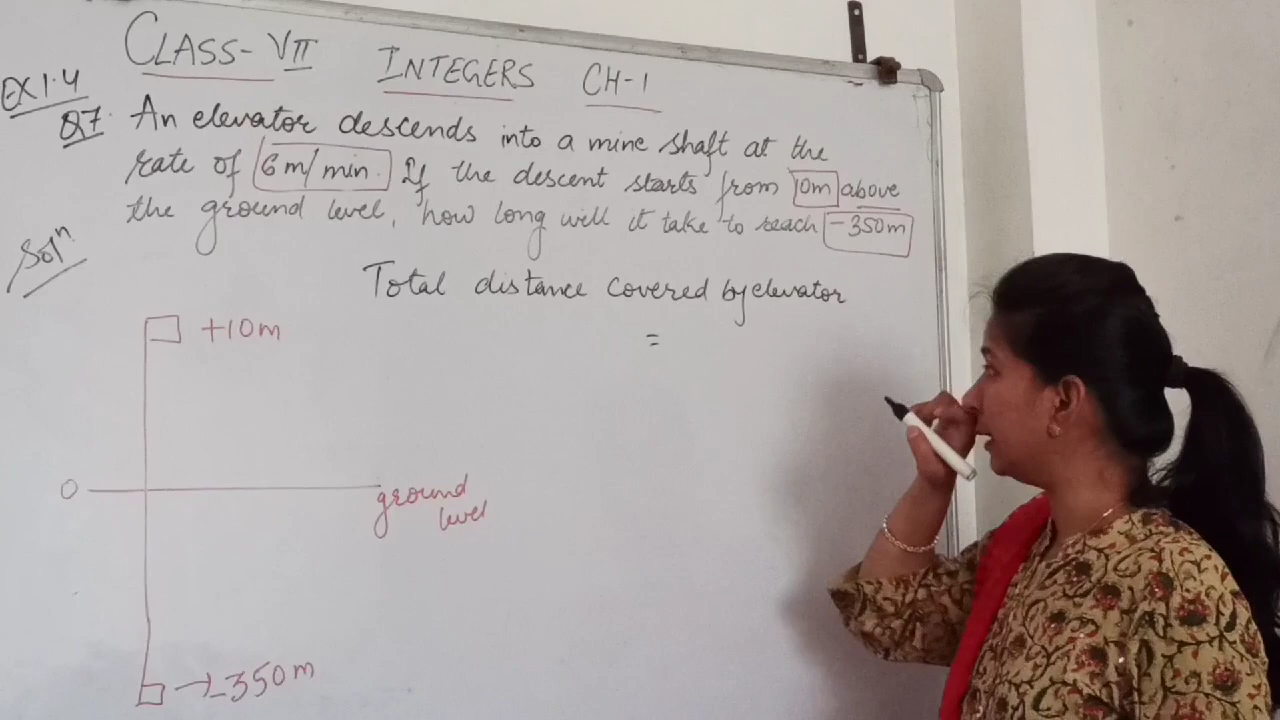 CLASS-VII INTEGERS CH-1
EX 1.4
Q7. An elevator descends into a mine shaft at the
rate of 6 m/min. If the descent starts from 10m above
the ground level, how long will it take to reach -350m
Solⁿ
Total distance covered by elevator
=
+10m
0
ground
level
→-350m